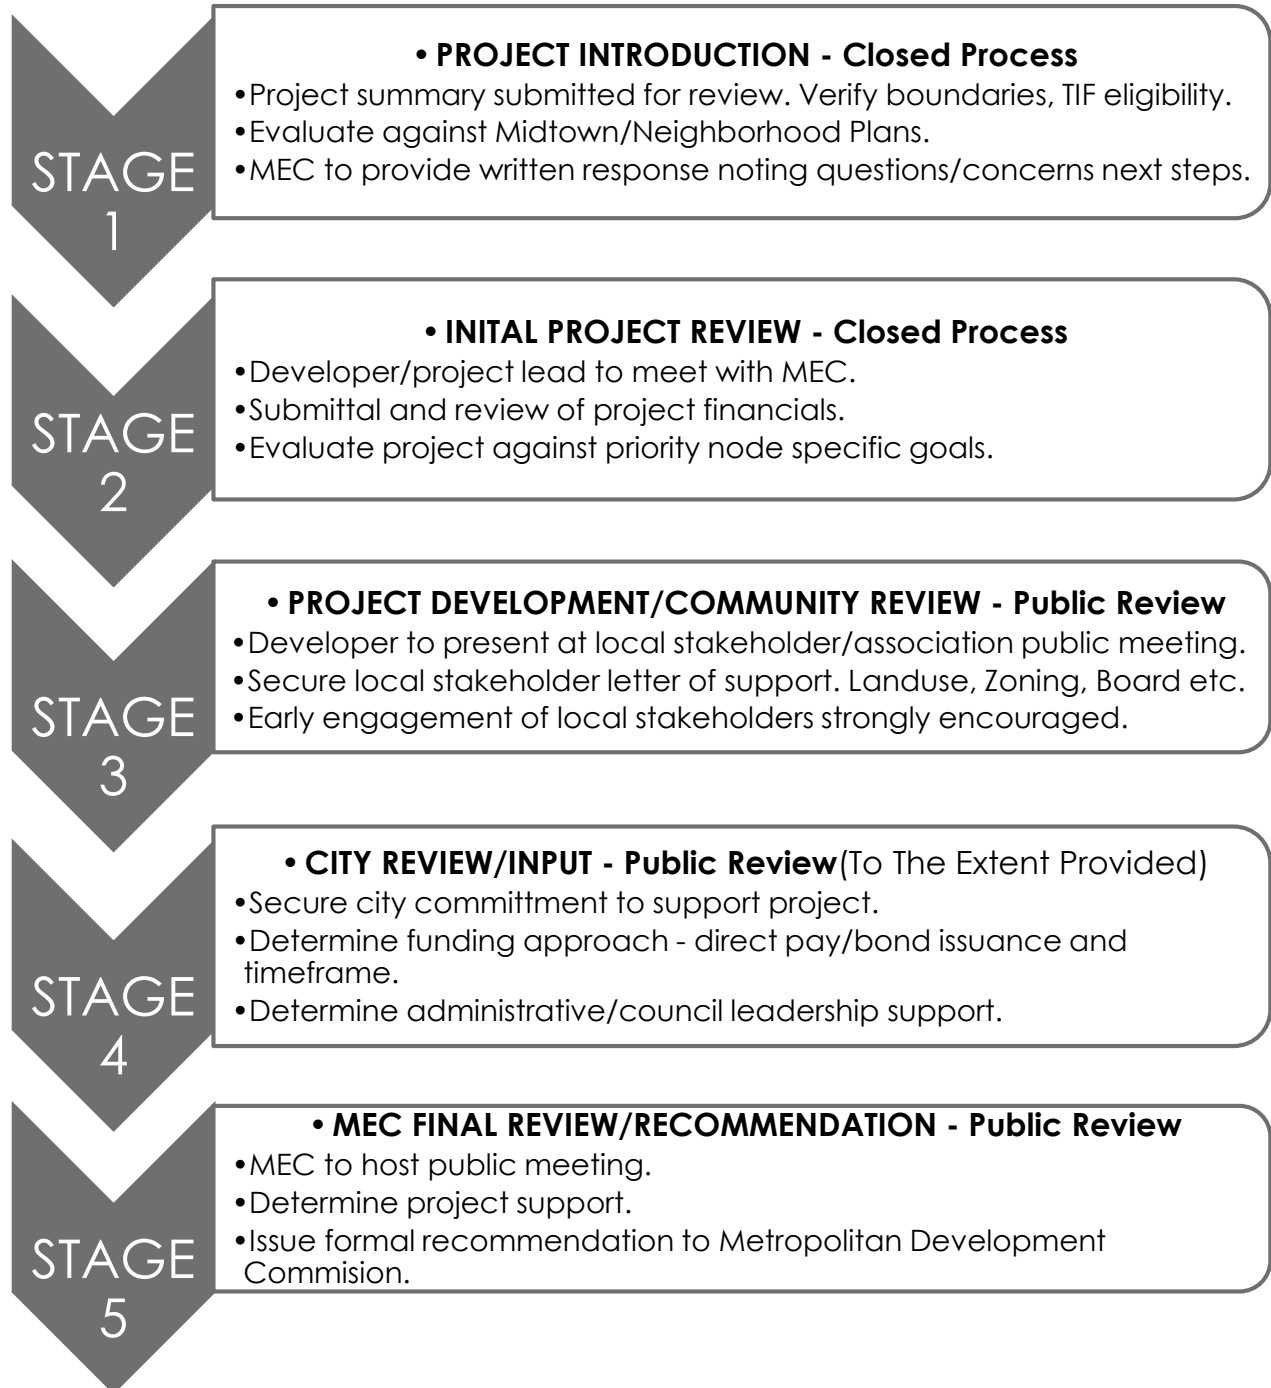 STAGE
1
• PROJECT INTRODUCTION - Closed Process
•Project summary submitted for review. Verify boundaries, TIF eligibility.
•Evaluate against Midtown/Neighborhood Plans.
•MEC to provide written response noting questions/concerns next steps.
STAGE
2
• INITAL PROJECT REVIEW - Closed Process
•Developer/project lead to meet with MEC.
•Submittal and review of project financials.
•Evaluate project against priority node specific goals.
STAGE
3
• PROJECT DEVELOPMENT/COMMUNITY REVIEW - Public Review
•Developer to present at local stakeholder/association public meeting.
•Secure local stakeholder letter of support. Landuse, Zoning, Board etc.
•Early engagement of local stakeholders strongly encouraged.
STAGE
4
• CITY REVIEW/INPUT - Public Review(To The Extent Provided)
•Secure city committment to support project.
•Determine funding approach - direct pay/bond issuance and
timeframe.
•Determine administrative/council leadership support.
STAGE
5
• MEC FINAL REVIEW/RECOMMENDATION - Public Review
•MEC to host public meeting.
•Determine project support.
•Issue formal recommendation to Metropolitan Development
Commision.